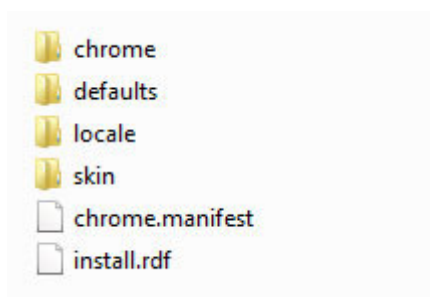 chrome
defaults
locale
skin
chrome.manifest
install.rdf